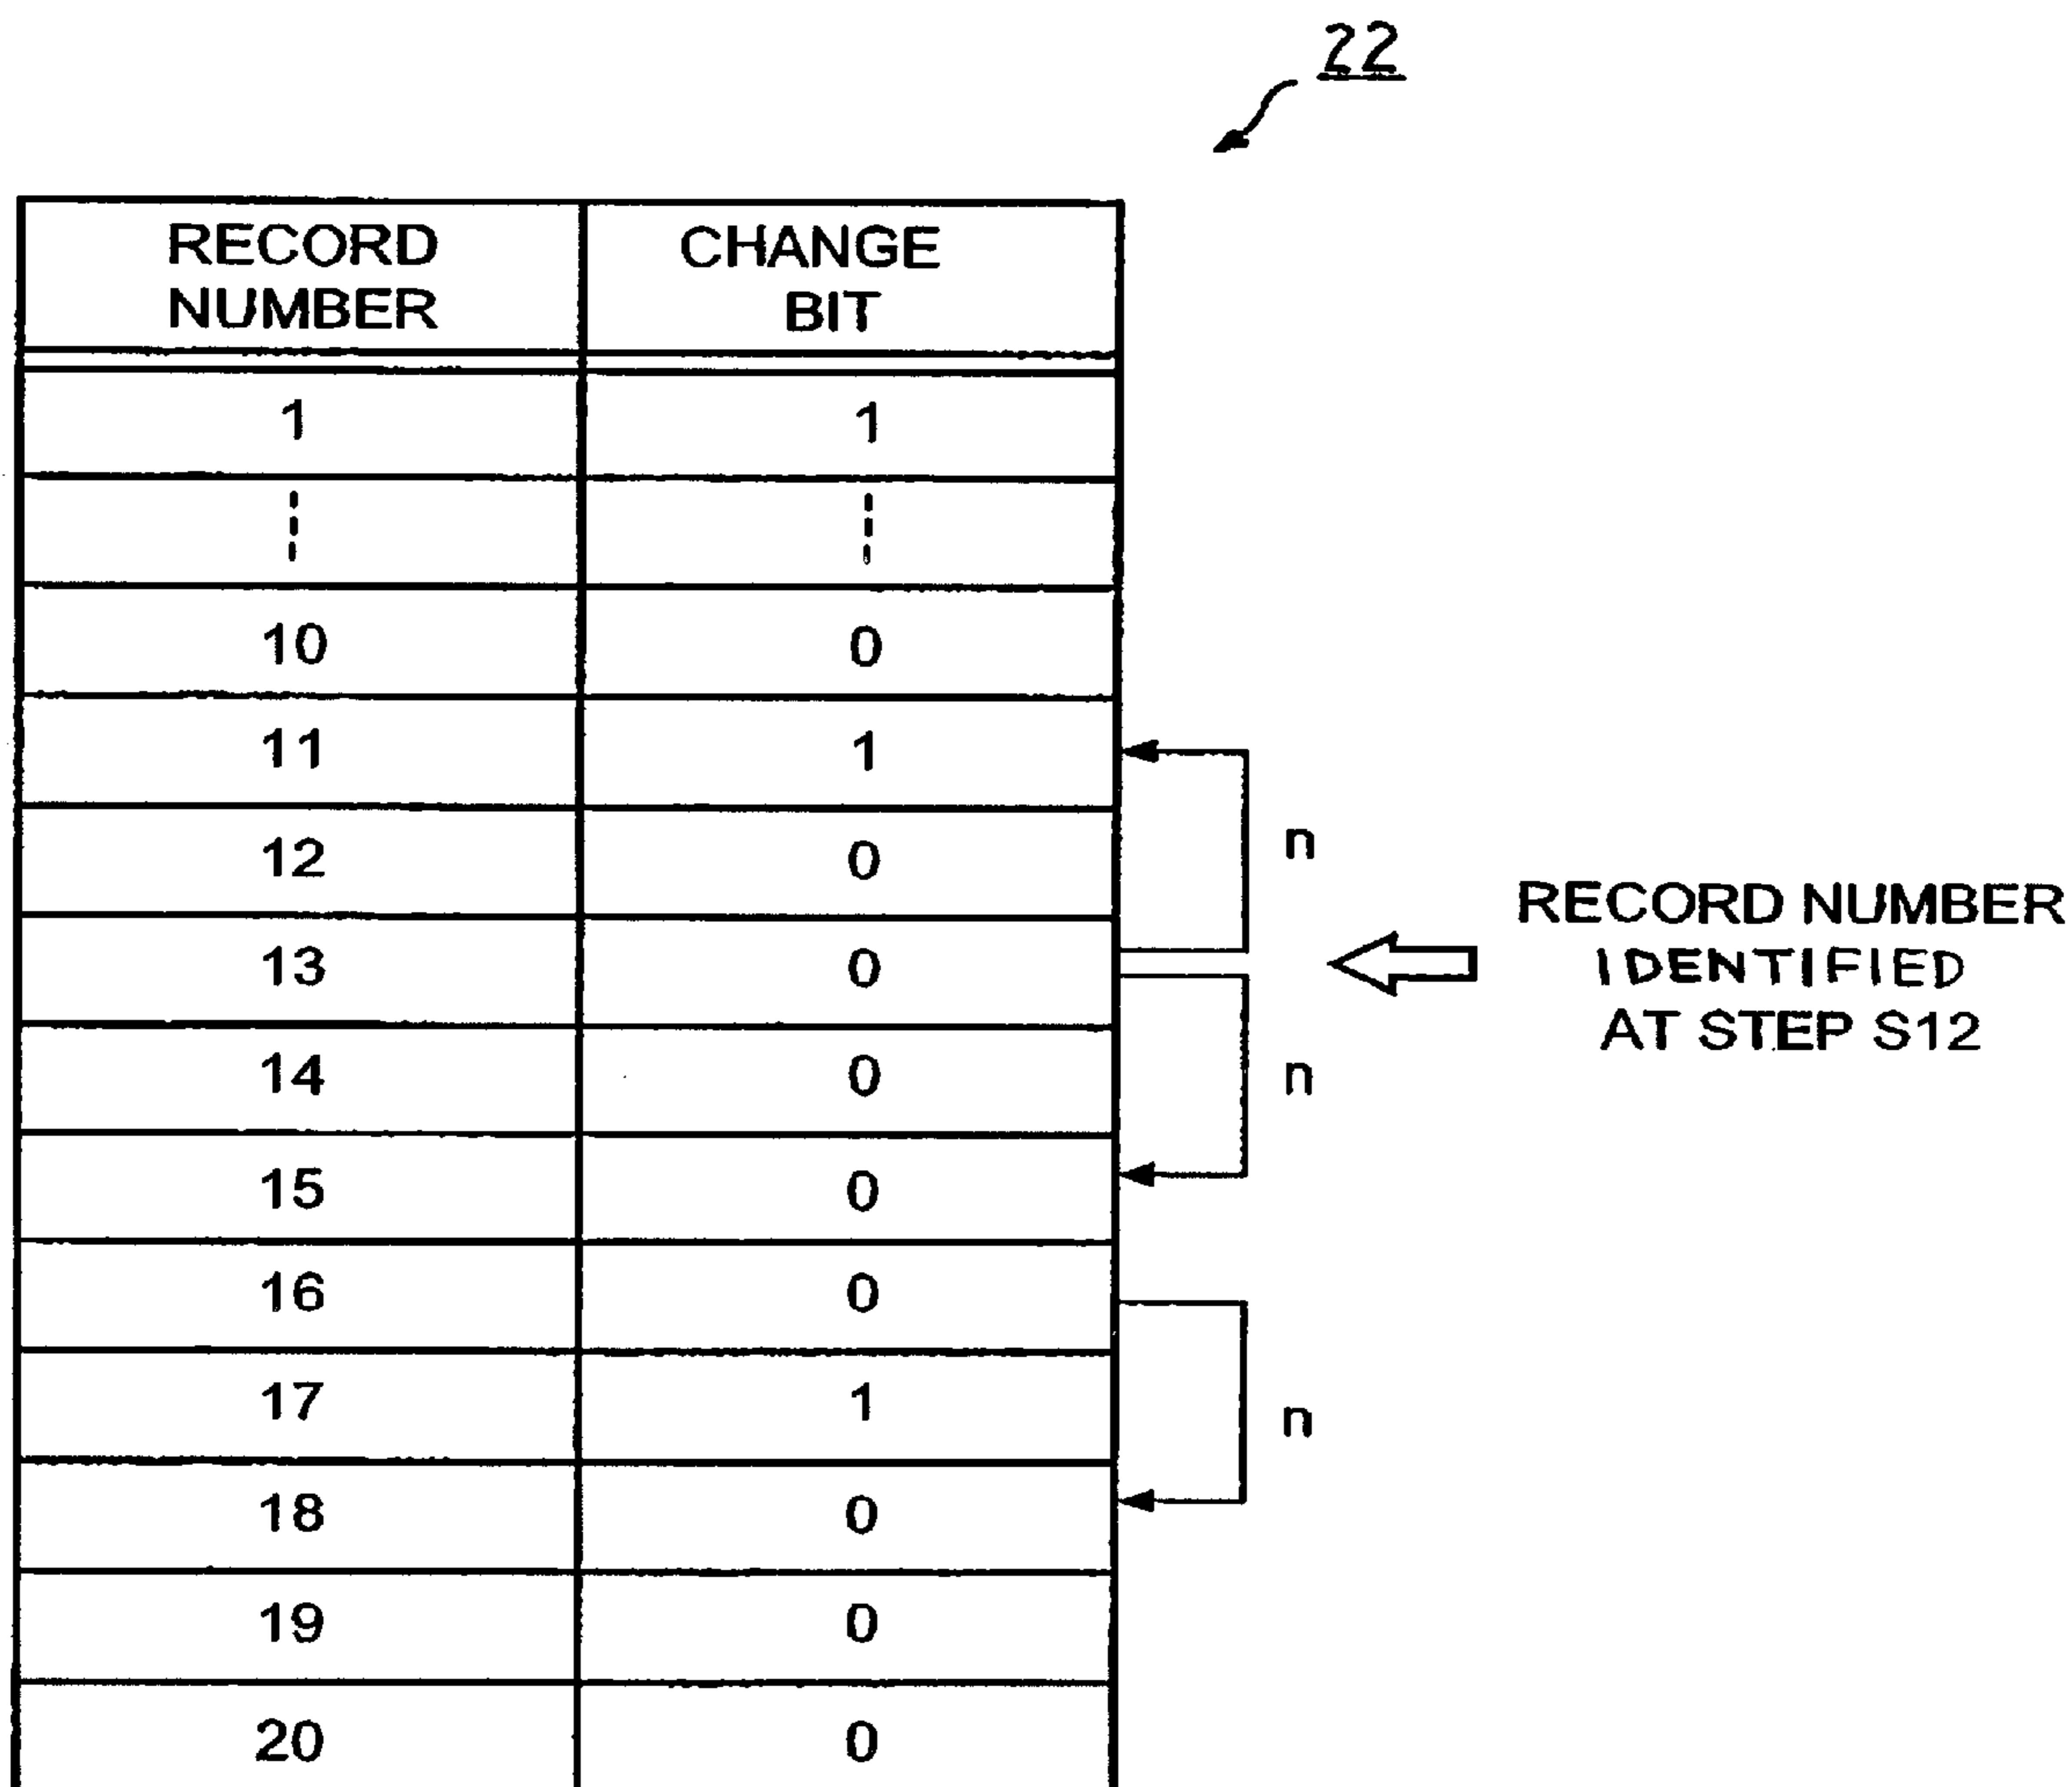 22
RECORD NUMBER CHANGE BIT
1 1
10 0
11 1
12 0
13 0
14 0
15 0
16 0
17 1
18 0
19 0
20 0
n
n
n
RECORD NUMBER
IDENTIFIED
AT STEP S12